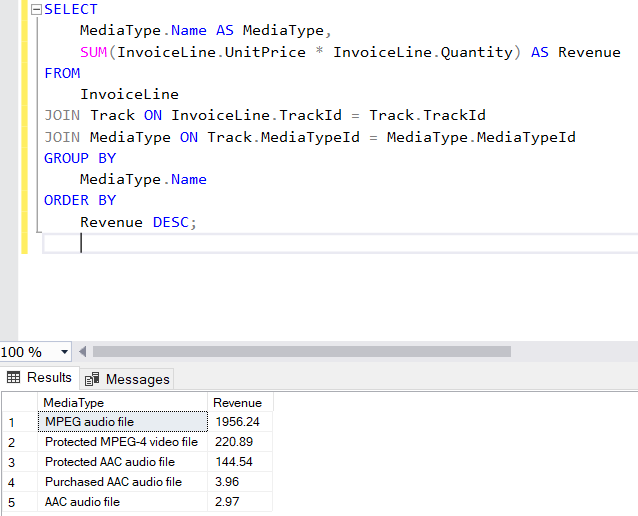 SELECT
MediaType.Name AS MediaType,
SUM(InvoiceLine.UnitPrice * InvoiceLine.Quantity) AS Revenue
FROM
InvoiceLine
JOIN Track ON InvoiceLine.TrackId = Track.TrackId
JOIN MediaType ON Track.MediaTypeId = MediaType.MediaTypeId
GROUP BY
MediaType.Name
ORDER BY
Revenue DESC;
100 %
Results Messages
MediaType Revenue
1 MPEG audio file 1956.24
2 Protected MPEG-4 video file 220.89
3 Protected AAC audio file 144.54
4 Purchased AAC audio file 3.96
5 AAC audio file 2.97